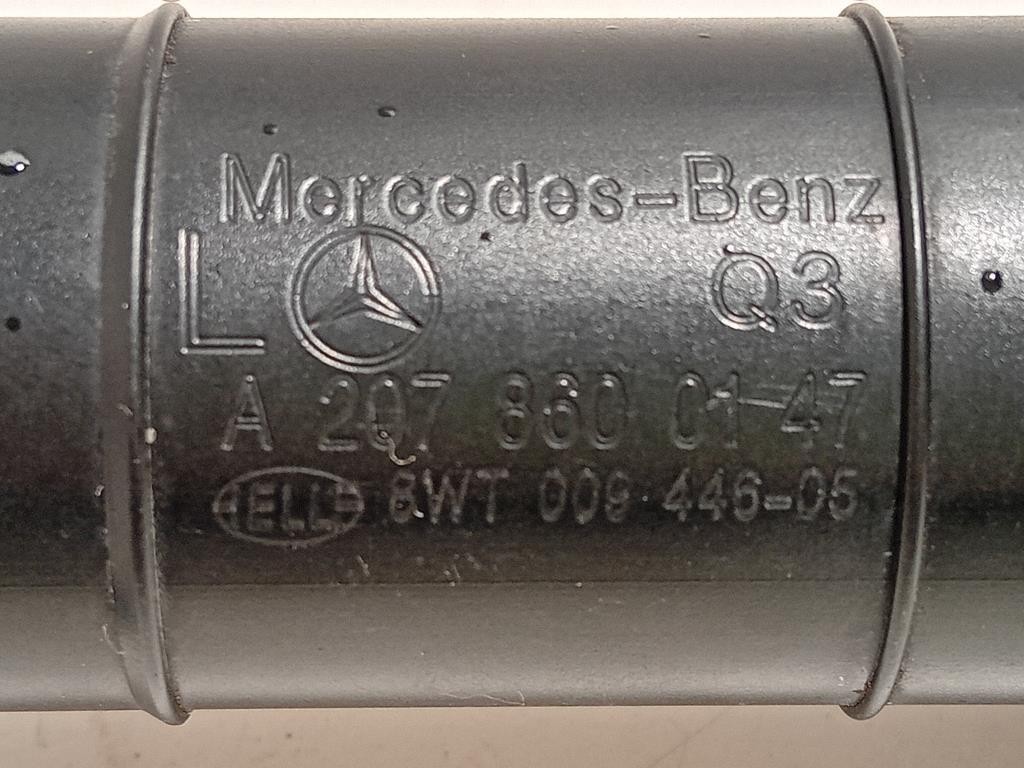 Mercedes-Benz
L Q3
A 207 860 01 47
HELLA 8WT 009 446-05